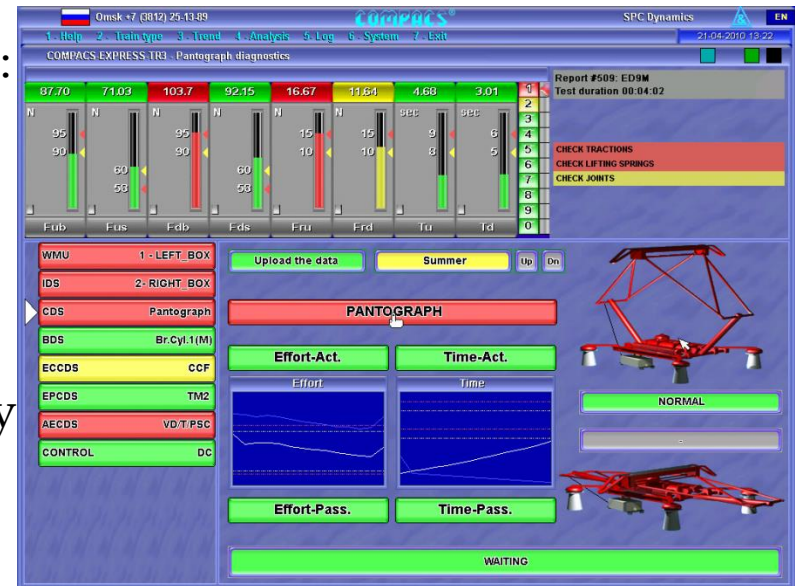 Omsk +7 (3812) 25-13-89 COMPACS® SPC Dynamics EN
1 - Help 2 - Train type 3 - Trend 4 - Analysis 5 - Log 6 - System 7 - Exit 21-04-2010 13:22
:
COMPACS-EXPRESS-TR3 - Pantograph diagnostics
Report #509: ED9M
Test duration 00:04:02
87.70 71.03 103.7 92.15 16.67 11.64 4.68 3.01
N N N N sec sec
95 95 15 15 9 6
90 90 10 10 8 5
60 60
53 53
Fub Fus Fdb Fds Fru Frd Tu Td
1
2
3
4
5
6
7
8
9
0
CHECK TRACTIONS
CHECK LIFTING SPRINGS
CHECK JOINTS
WMU 1 - LEFT_BOX
IDS 2- RIGHT_BOX
CDS Pantograph
BDS Br.Cyl.1(M)
ECCDS CCF
EPCDS TM2
AECDS VD/T/PSC
CONTROL DC
y
Upload the data Summer Up Dn
PANTOGRAPH
Effort-Act. Time-Act.
Effort Time
Effort-Pass. Time-Pass.
NORMAL
-
WAITING